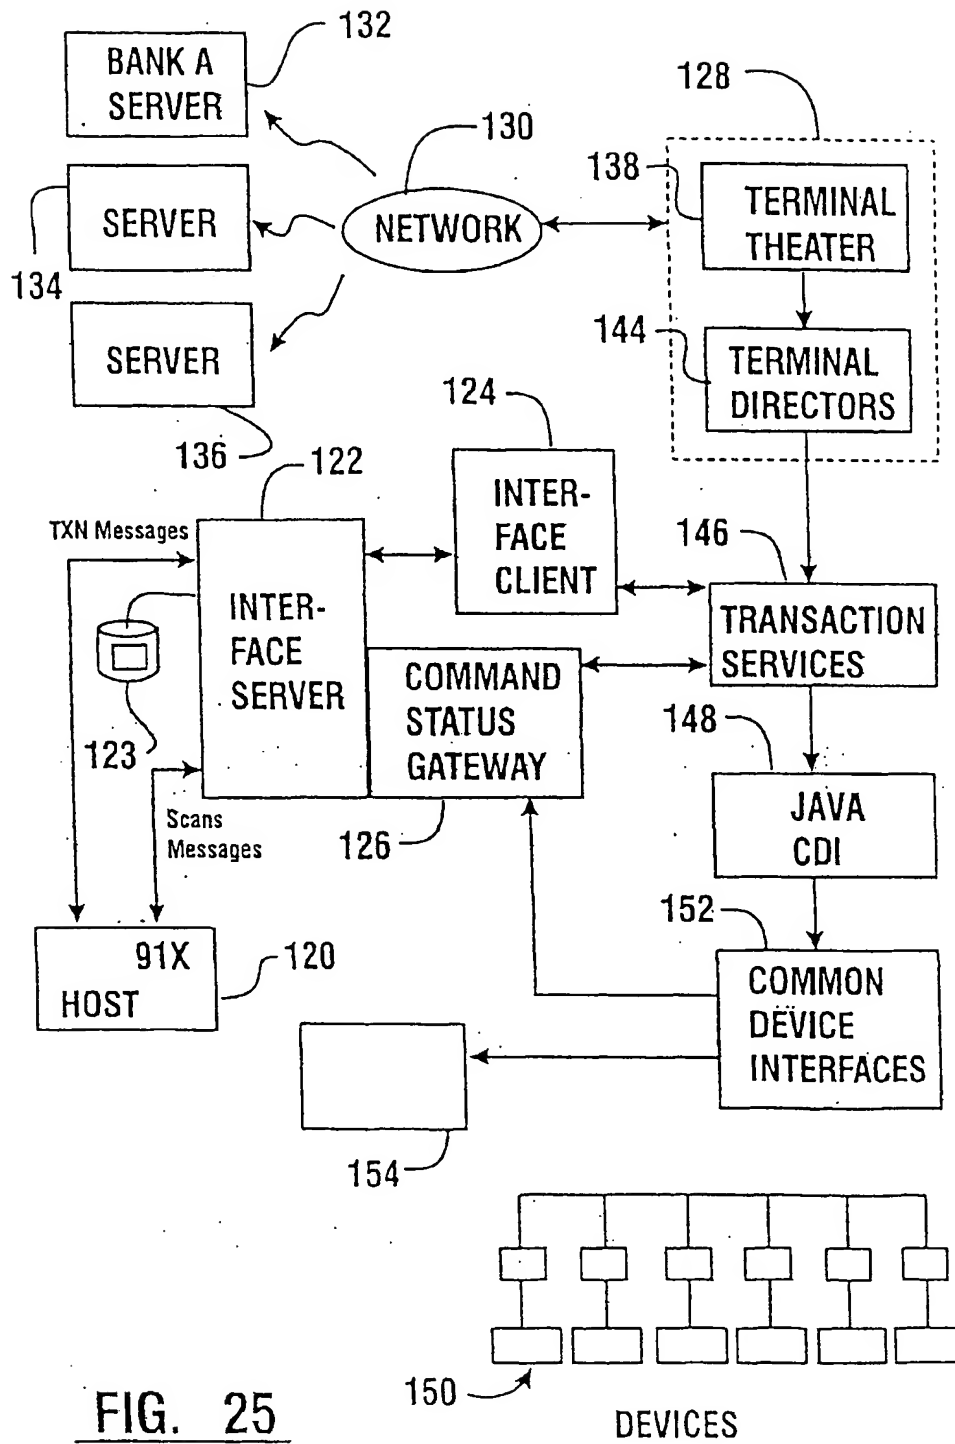 132
BANK A
SERVER
128
130
138
TERMINAL
THEATER
SERVER
NETWORK
134
144
SERVER
TERMINAL
DIRECTORS
124
136
122
INTER-
FACE
CLIENT
TXN Messages
146
INTER-
FACE
SERVER
TRANSACTION
SERVICES
COMMAND
STATUS
GATEWAY
148
123
JAVA
CDI
Scans
Messages
126
152
91X
HOST
120
COMMON
DEVICE
INTERFACES
154
150
DEVICES
FIG. 25